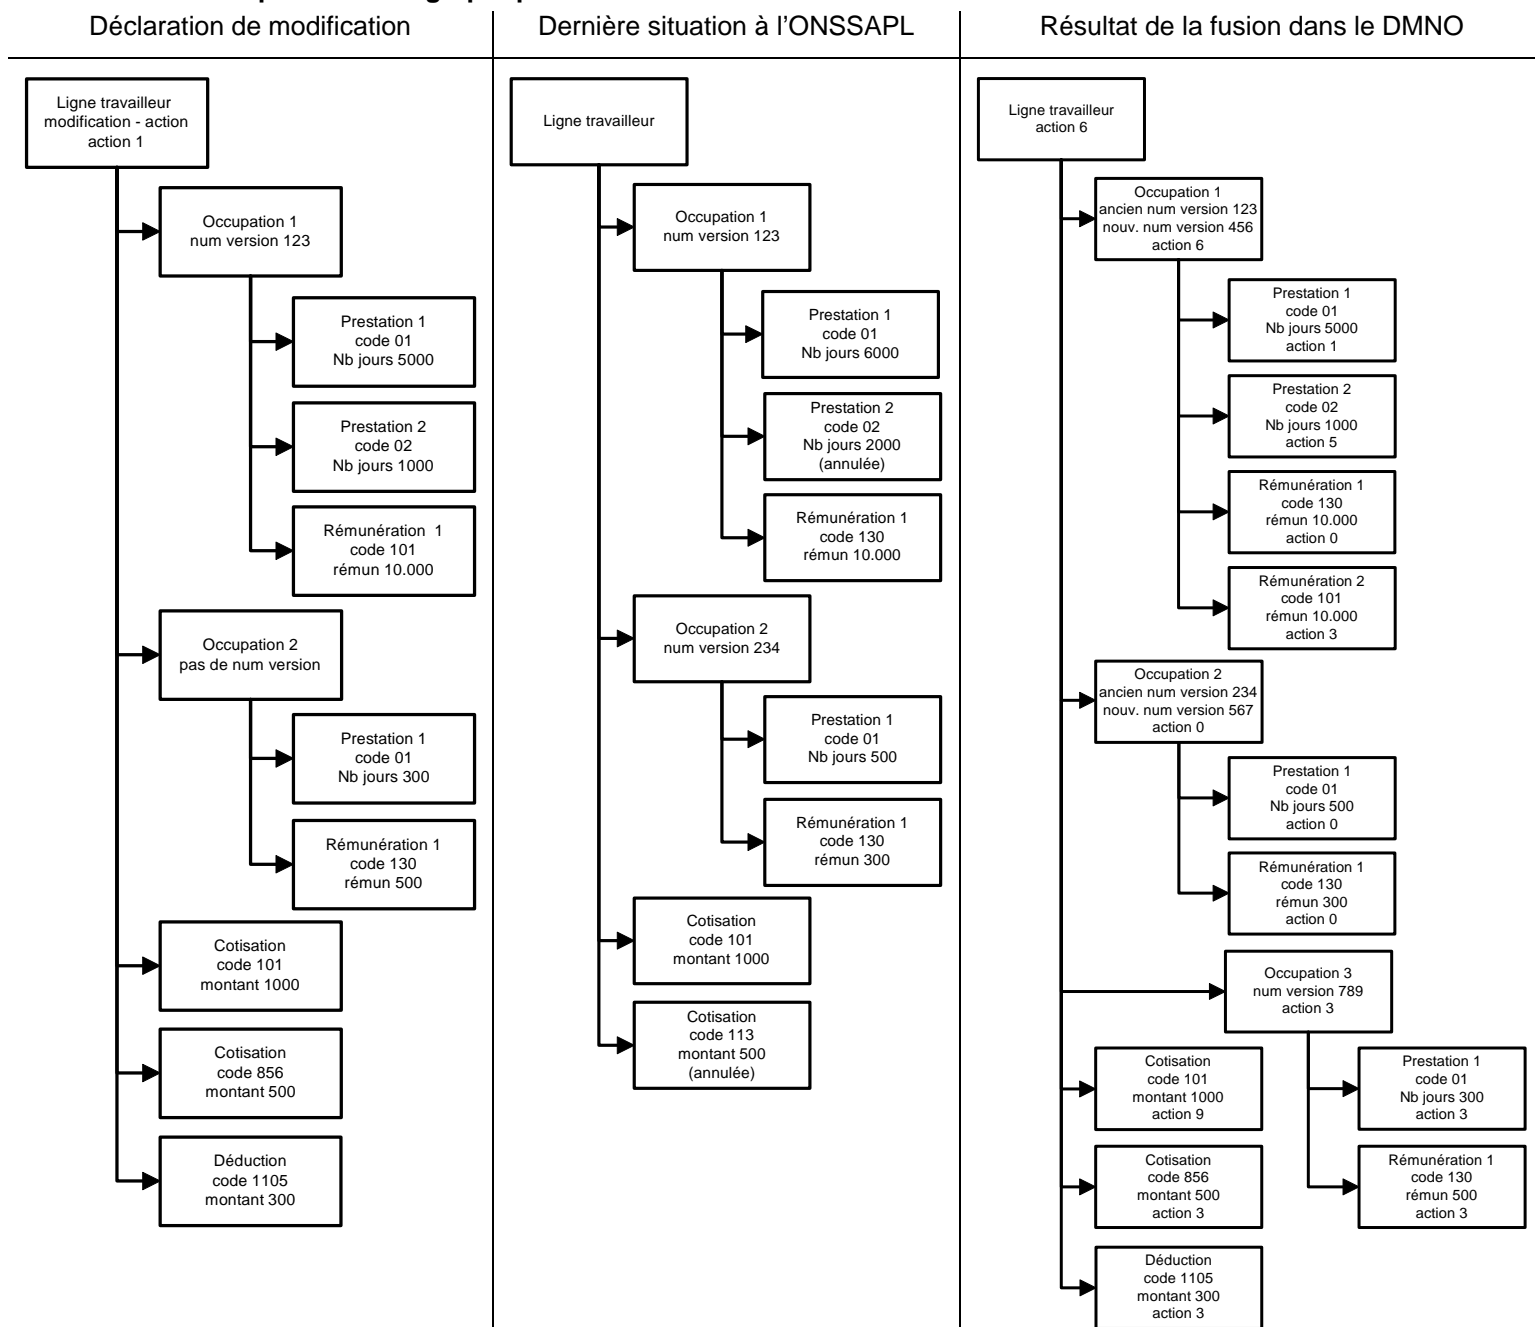 Déclaration de modification
Dernière situation à l'ONSSAPL
Résultat de la fusion dans le DMNO
Ligne travailleur
modification - action
action 1
Occupation 1
num version 123
Prestation 1
code 01
Nb jours 5000
Prestation 2
code 02
Nb jours 1000
Rémunération 1
code 101
rémun 10.000
Occupation 2
pas de num version
Prestation 1
code 01
Nb jours 300
Rémunération 1
code 130
rémun 500
Cotisation
code 101
montant 1000
Cotisation
code 856
montant 500
Déduction
code 1105
montant 300
Ligne travailleur
Occupation 1
num version 123
Prestation 1
code 01
Nb jours 6000
Prestation 2
code 02
Nb jours 2000
(annulée)
Rémunération 1
code 130
rémun 10.000
Occupation 2
num version 234
Prestation 1
code 01
Nb jours 500
Rémunération 1
code 130
rémun 300
Cotisation
code 101
montant 1000
Cotisation
code 113
montant 500
(annulée)
Ligne travailleur
action 6
Occupation 1
ancien num version 123
nouv. num version 456
action 6
Prestation 1
code 01
Nb jours 5000
action 1
Prestation 2
code 02
Nb jours 1000
action 5
Rémunération 1
code 130
rémun 10.000
action 0
Rémunération 2
code 101
rémun 10.000
action 3
Occupation 2
ancien num version 234
nouv. num version 567
action 0
Prestation 1
code 01
Nb jours 500
action 0
Rémunération 1
code 130
rémun 300
action 0
Occupation 3
num version 789
action 3
Prestation 1
code 01
Nb jours 300
action 3
Rémunération 1
code 130
rémun 500
action 3
Cotisation
code 101
montant 1000
action 9
Cotisation
code 856
montant 500
action 3
Déduction
code 1105
montant 300
action 3